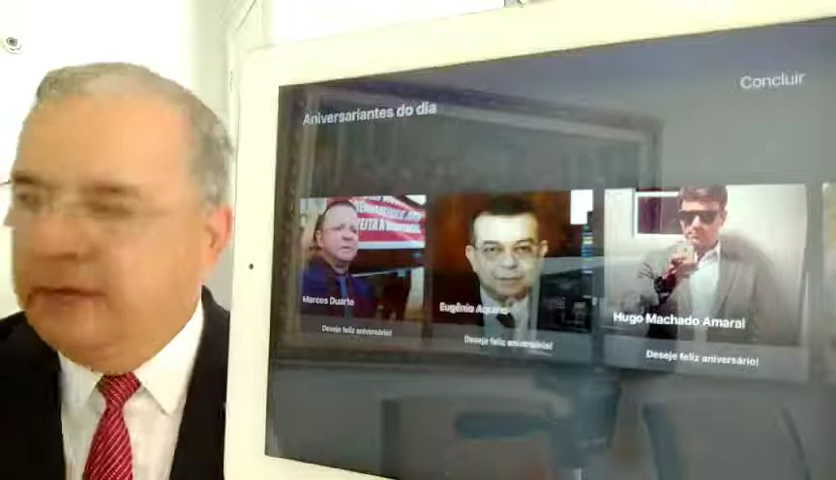 Concluir
Aniversariantes do dia
Marcos Duarte
Deseje feliz aniversário!
Eugênio Aquino
Deseje feliz aniversário!
Hugo Machado Amaral
Deseje feliz aniversário!